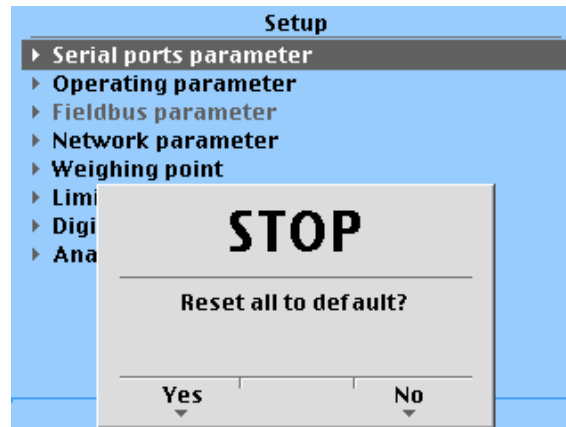 Setup
Serial ports parameter
Operating parameter
Fieldbus parameter
Network parameter
Weighing point
Limi
Digi
Ana
STOP
Reset all to default?
Yes No